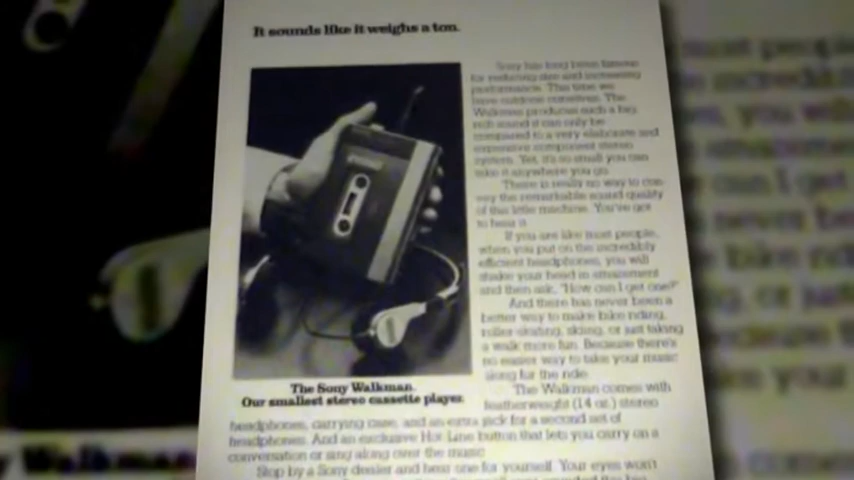 It sounds like it weighs a ton.
Sony has long been famous
for reducing size and increasing
performance. This time we
have outdone ourselves. The
Walkman produces such a big,
rich sound it can only be
compared to a very elaborate and
expensive component stereo
system. Yet, it's so small you can
take it anywhere you go.
There is really no way to con-
vey the remarkable sound quality
of this little machine. You've got
to hear it.
If you are like most people,
when you put on the incredibly
efficient headphones, you will
shake your head in amazement
and then ask, "How can I get one?"
And there has never been a
better way to make bike riding,
roller skating, skiing, or just taking
a walk more fun. Because there's
no easier way to take your music
along for the ride.
The Walkman comes with
featherweight (1.4 oz.) stereo
The Sony Walkman.
Our smallest stereo cassette player.
headphones, carrying case, and an extra jack for a second set of
headphones. And an exclusive Hot Line button that lets you carry on a
conversation or sing along over the music.
Stop by a Sony dealer and hear one for yourself. Your eyes won't